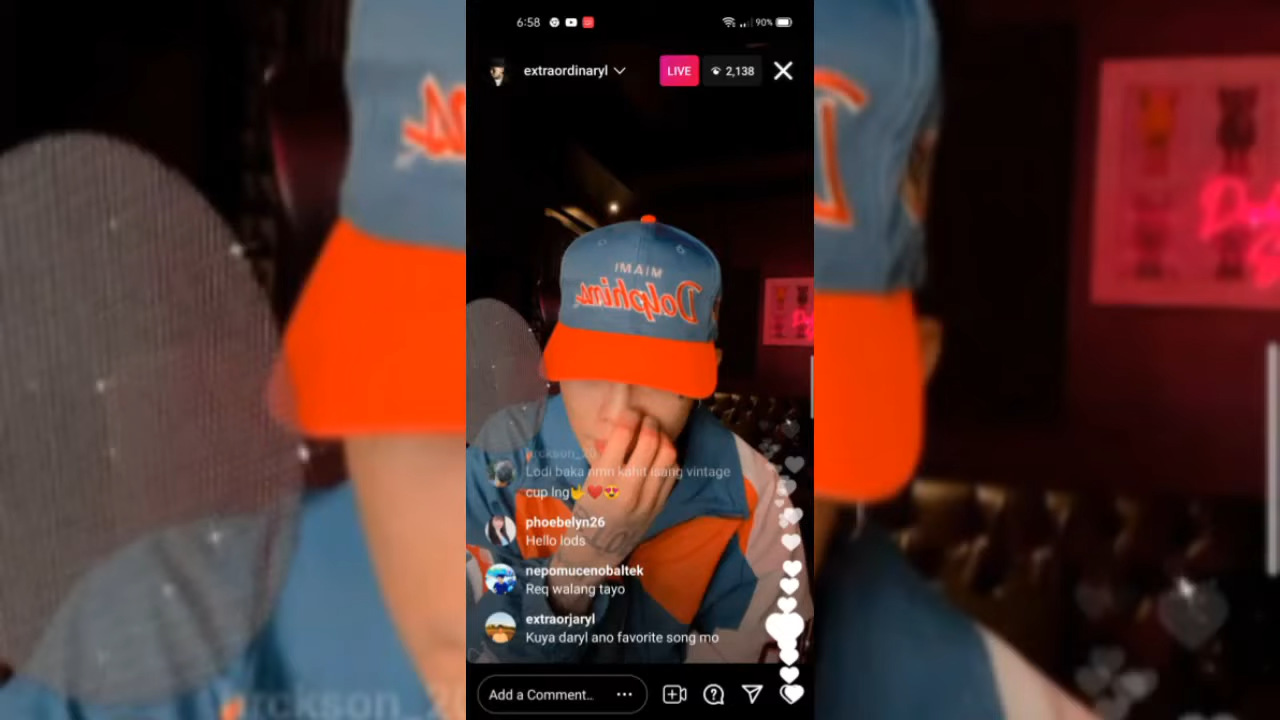 6:58
90%
extraordinaryl
LIVE
2,138
MIAMI
Dolphins
Lodi baka nmn kahit isang vintage
cup lng🤟❤️😍
phoebelyn26
Hello lods
nepomucenobaltek
Req walang tayo
extraorjaryl
Kuya daryl ano favorite song mo
Add a Comment..